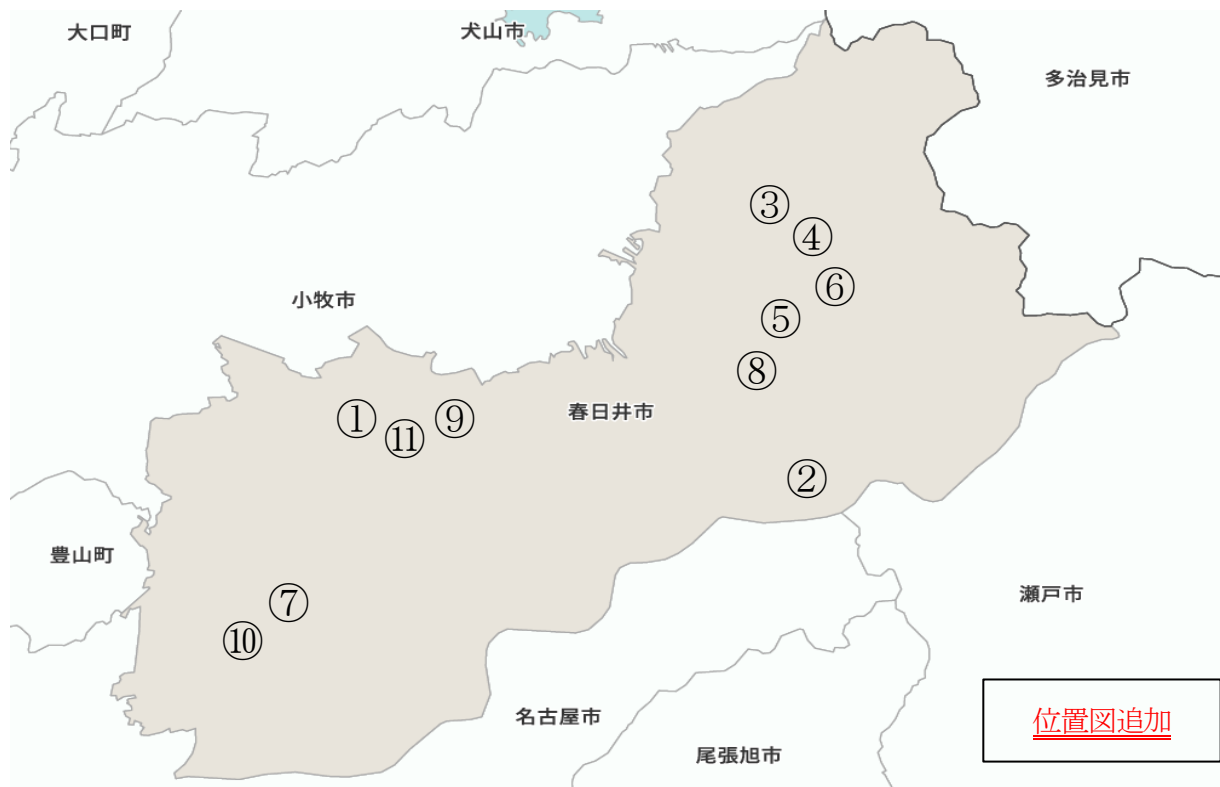 大口町
犬山市
多治見市
③
④
⑥
小牧市
⑤
⑧
①
⑨
春日井市
⑪
②
豊山町
瀬戸市
⑦
⑩
名古屋市
位置図追加
尾張旭市